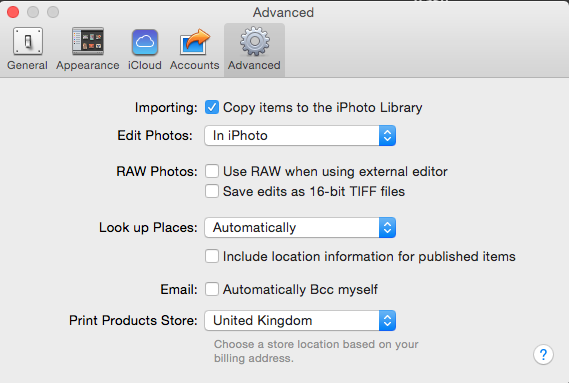 Advanced
General Appearance iCloud Accounts Advanced
Importing: Copy items to the iPhoto Library
Edit Photos: In iPhoto
RAW Photos: Use RAW when using external editor
Save edits as 16-bit TIFF files
Look up Places: Automatically
Include location information for published items
Email: Automatically Bcc myself
Print Products Store: United Kingdom
Choose a store location based on your
billing address.
?